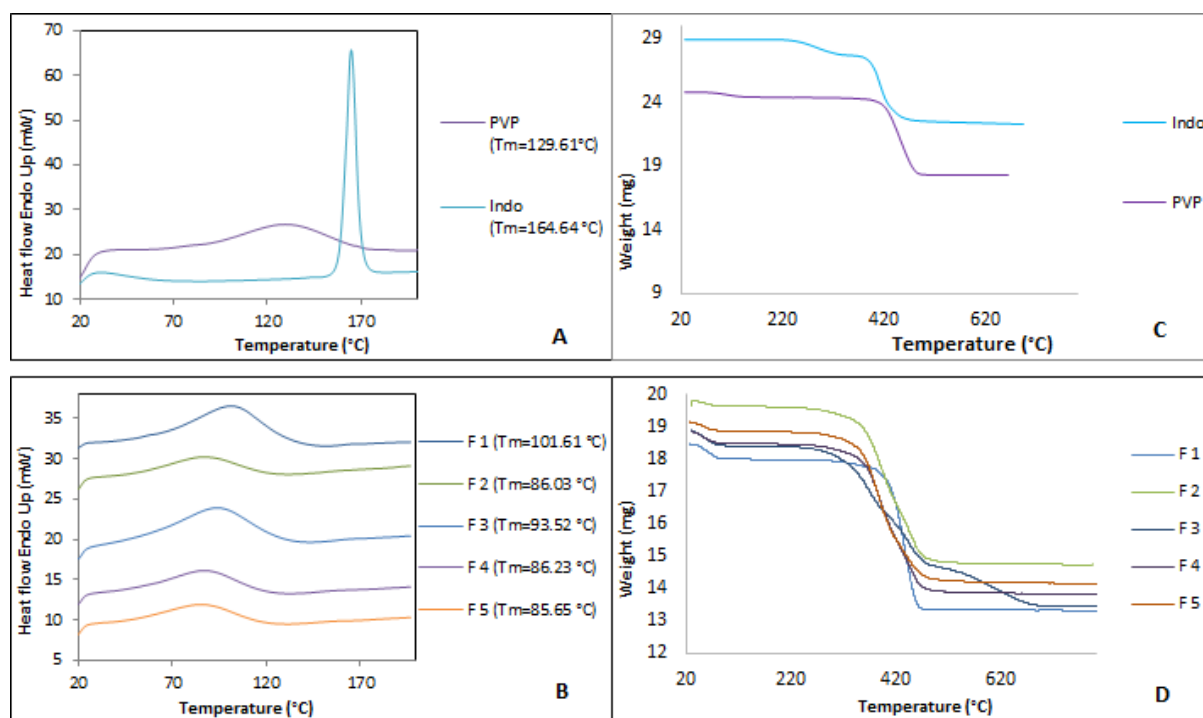 Heat flow Endo Up (mW)
70
60
50
40
30
20
10
20
70
120
170
Temperature (°C)
PVP
(Tm=129.61°C)
Indo
(Tm=164.64 °C)
A
Weight (mg)
29
24
19
14
9
20
220
420
620
Temperature (°C)
Indo
PVP
C
Heat flow Endo Up (mW)
35
30
25
20
15
10
5
20
70
120
170
Temperature (°C)
F 1 (Tm=101.61 °C)
F 2 (Tm=86.03 °C)
F 3 (Tm=93.52 °C)
F 4 (Tm=86.23 °C)
F 5 (Tm=85.65 °C)
B
Weight (mg)
20
19
18
17
16
15
14
13
12
20
220
420
620
Temperature (°C)
F 1
F 2
F 3
F 4
F 5
D